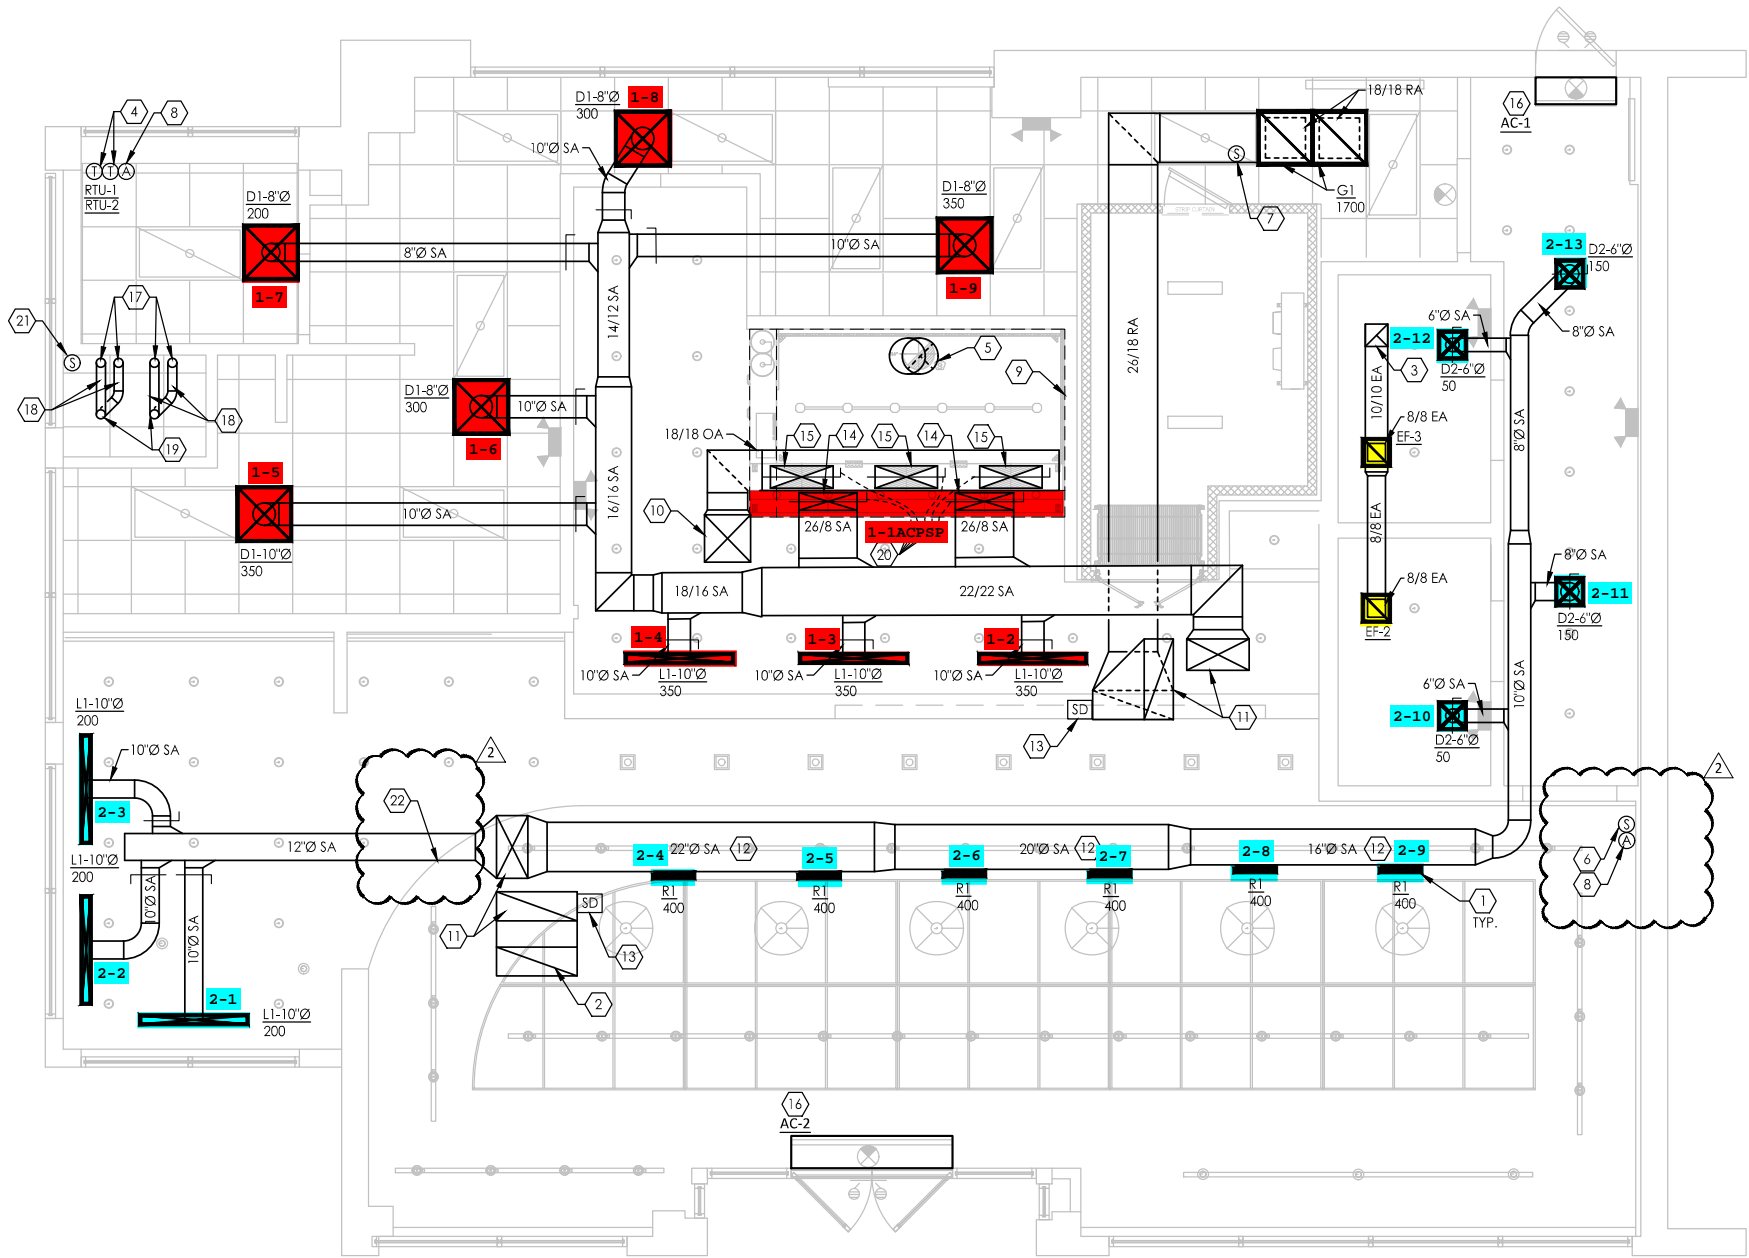 D1-8"Ø
300
1-8
10"Ø SA
18/18 RA
16
AC-1
4
8
T
T
A
RTU-1
RTU-2
S
7
G1
1700
STRIP CURTAIN
D1-8"Ø
200
1-7
8"Ø SA
D1-8"Ø
350
10"Ø SA
1-9
2-13
D2-6"Ø
150
8"Ø SA
17
21
S
18
18
19
14/12 SA
26/18 RA
5
9
6"Ø SA
2-12
D2-6"Ø
50
3
10/10 EA
8/8 EA
EF-3
8"Ø SA
D1-8"Ø
300
10"Ø SA
1-6
18/18 OA
15
14
15
14
15
1-5
10"Ø SA
D1-10"Ø
350
16/16 SA
10
26/8 SA
26/8 SA
1-1ACPSP
20
8/8 EA
8/8 EA
EF-2
8"Ø SA
2-11
D2-6"Ø
150
18/16 SA
22/22 SA
1-4
1-3
1-2
10"Ø SA
L1-10"Ø
350
10"Ø SA
L1-10"Ø
350
10"Ø SA
L1-10"Ø
350
SD
13
11
10"Ø SA
6"Ø SA
2-10
D2-6"Ø
50
L1-10"Ø
200
10"Ø SA
2-3
2
22
2
12"Ø SA
L1-10"Ø
200
10"Ø SA
10"Ø SA
2-2
2-1
L1-10"Ø
200
2-4
22"Ø SA
12
2-5
2-6
20"Ø SA
12
2-7
2-8
16"Ø SA
12
2-9
R1
400
R1
400
R1
400
R1
400
R1
400
R1
400
1
TYP.
S
A
6
8
11
SD
13
2
16
AC-2